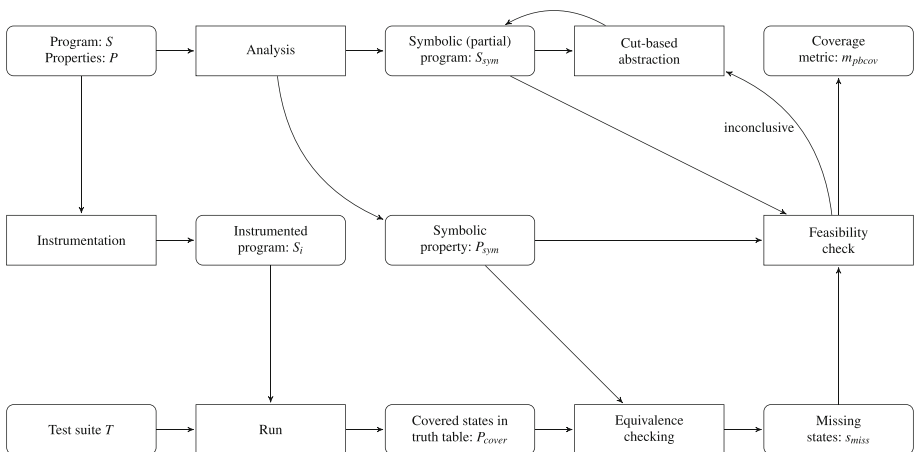 Program: S
Properties: P
Analysis
Symbolic (partial)
program: S_sym
Cut-based
abstraction
Coverage
metric: m_pbcov
inconclusive
Instrumentation
Instrumented
program: S_i
Symbolic
property: P_sym
Feasibility
check
Test suite T
Run
Covered states in
truth table: P_cover
Equivalence
checking
Missing
states: s_miss